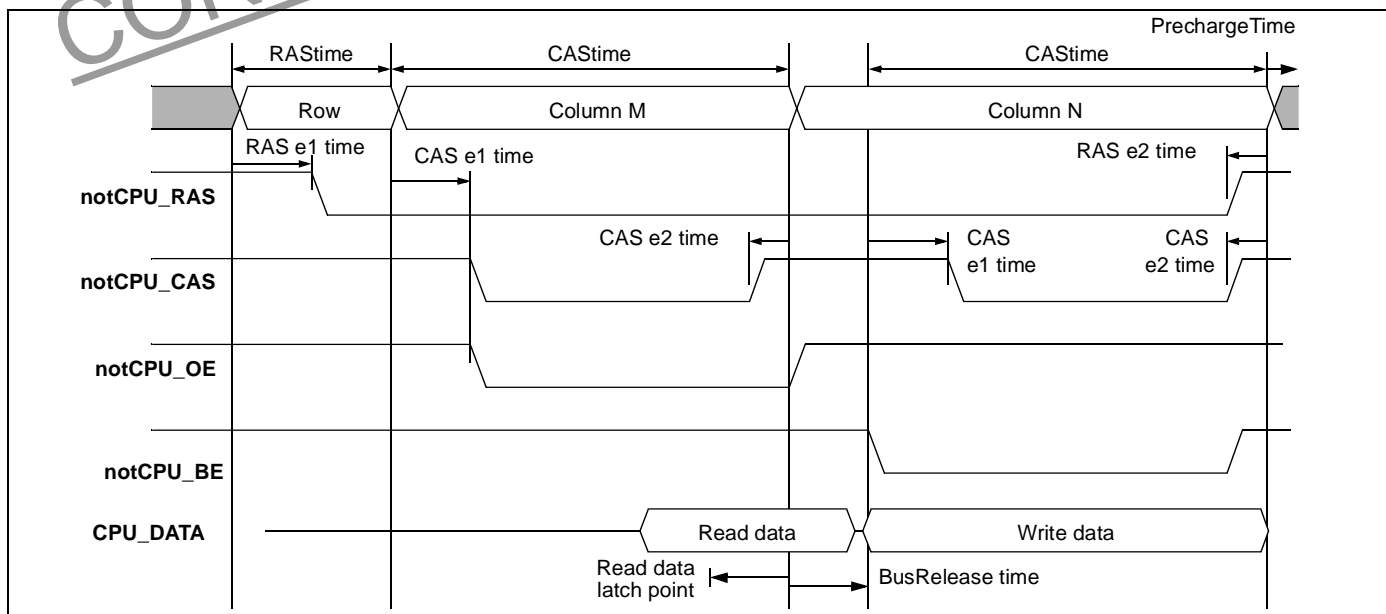 CON
PrechargeTime
RAStime
CAStime
CAStime
Row
Column M
Column N
RAS e1 time
CAS e1 time
RAS e2 time
notCPU_RAS
CAS e2 time
CAS
e1 time
CAS
e2 time
notCPU_CAS
notCPU_OE
notCPU_BE
CPU_DATA
Read data
Write data
Read data
latch point
BusRelease time